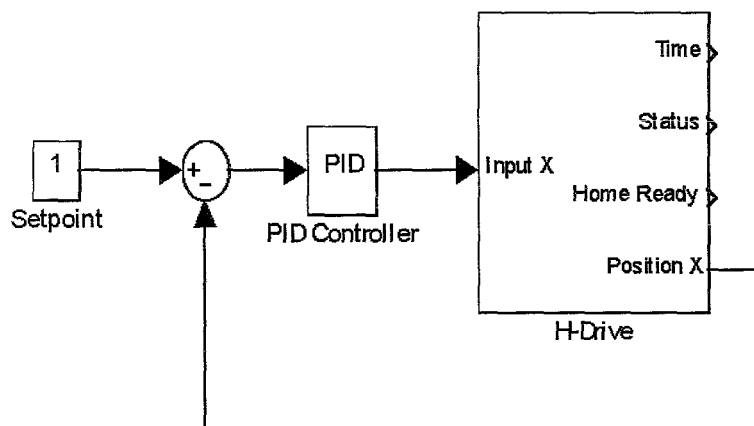 1
Setpoint
+
−
PID
PID Controller
Input X
Time
Status
Home Ready
Position X
H-Drive